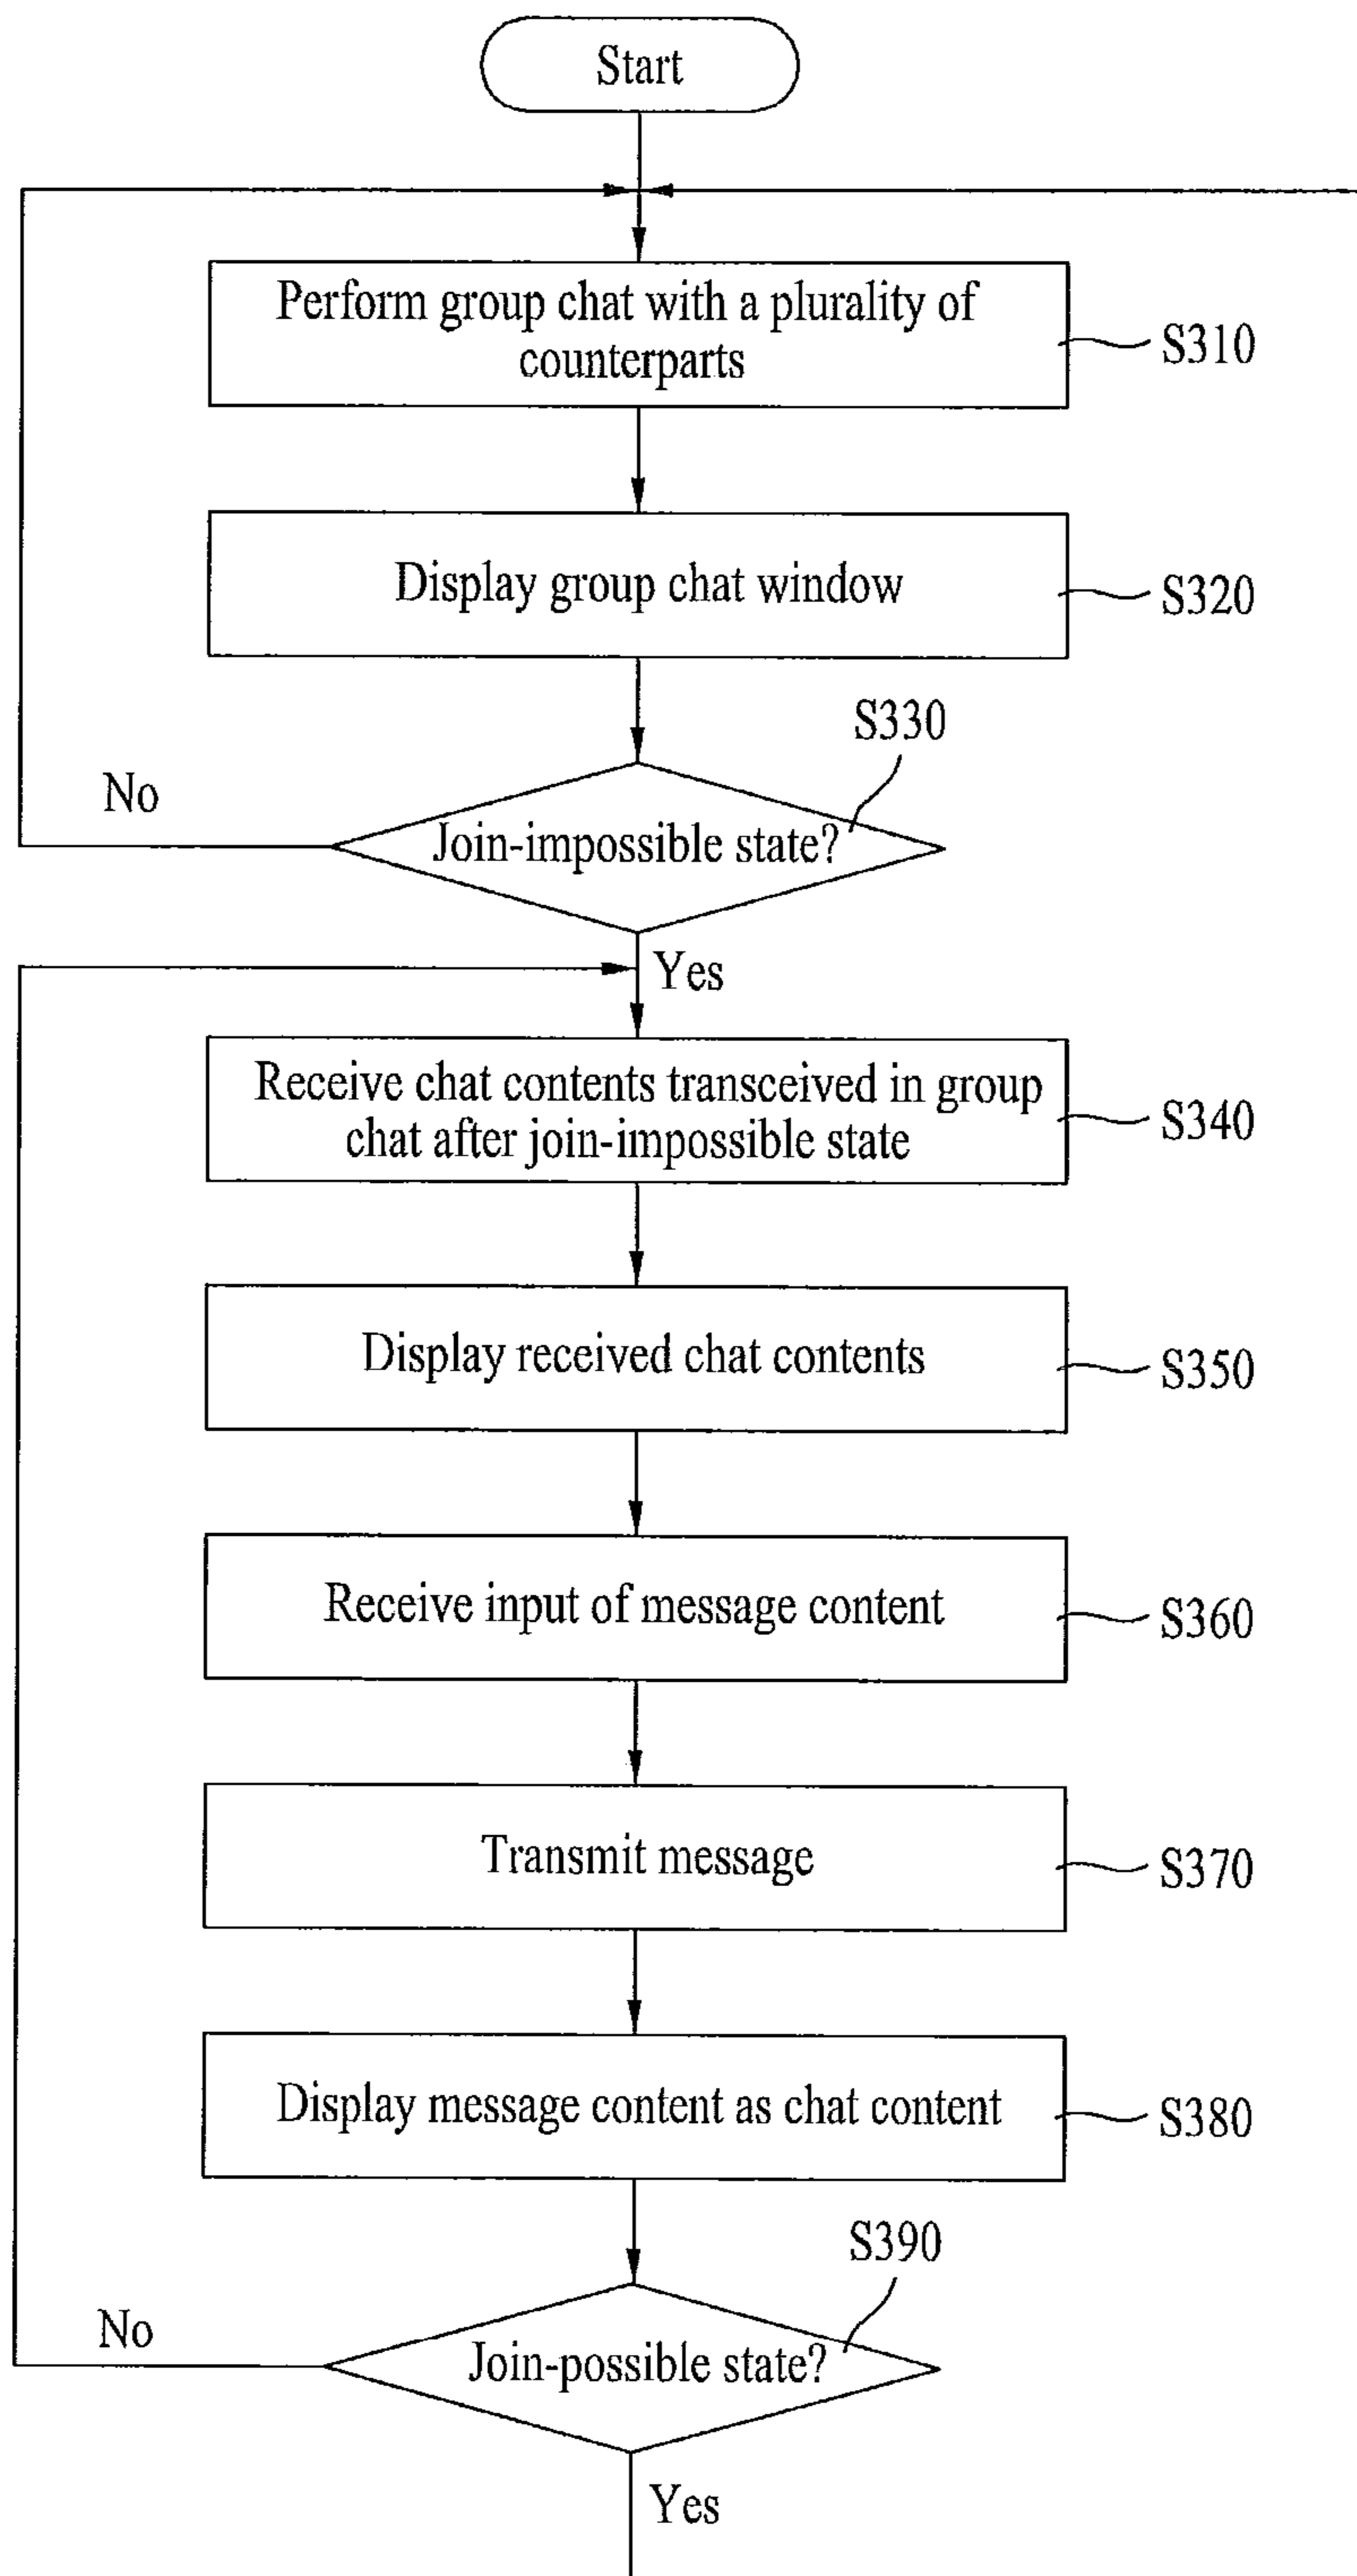 Start
Perform group chat with a plurality of
counterparts
S310
Display group chat window
S320
S330
No
Join-impossible state?
Yes
Receive chat contents transceived in group
chat after join-impossible state
S340
Display received chat contents
S350
Receive input of message content
S360
Transmit message
S370
Display message content as chat content
S380
S390
No
Join-possible state?
Yes